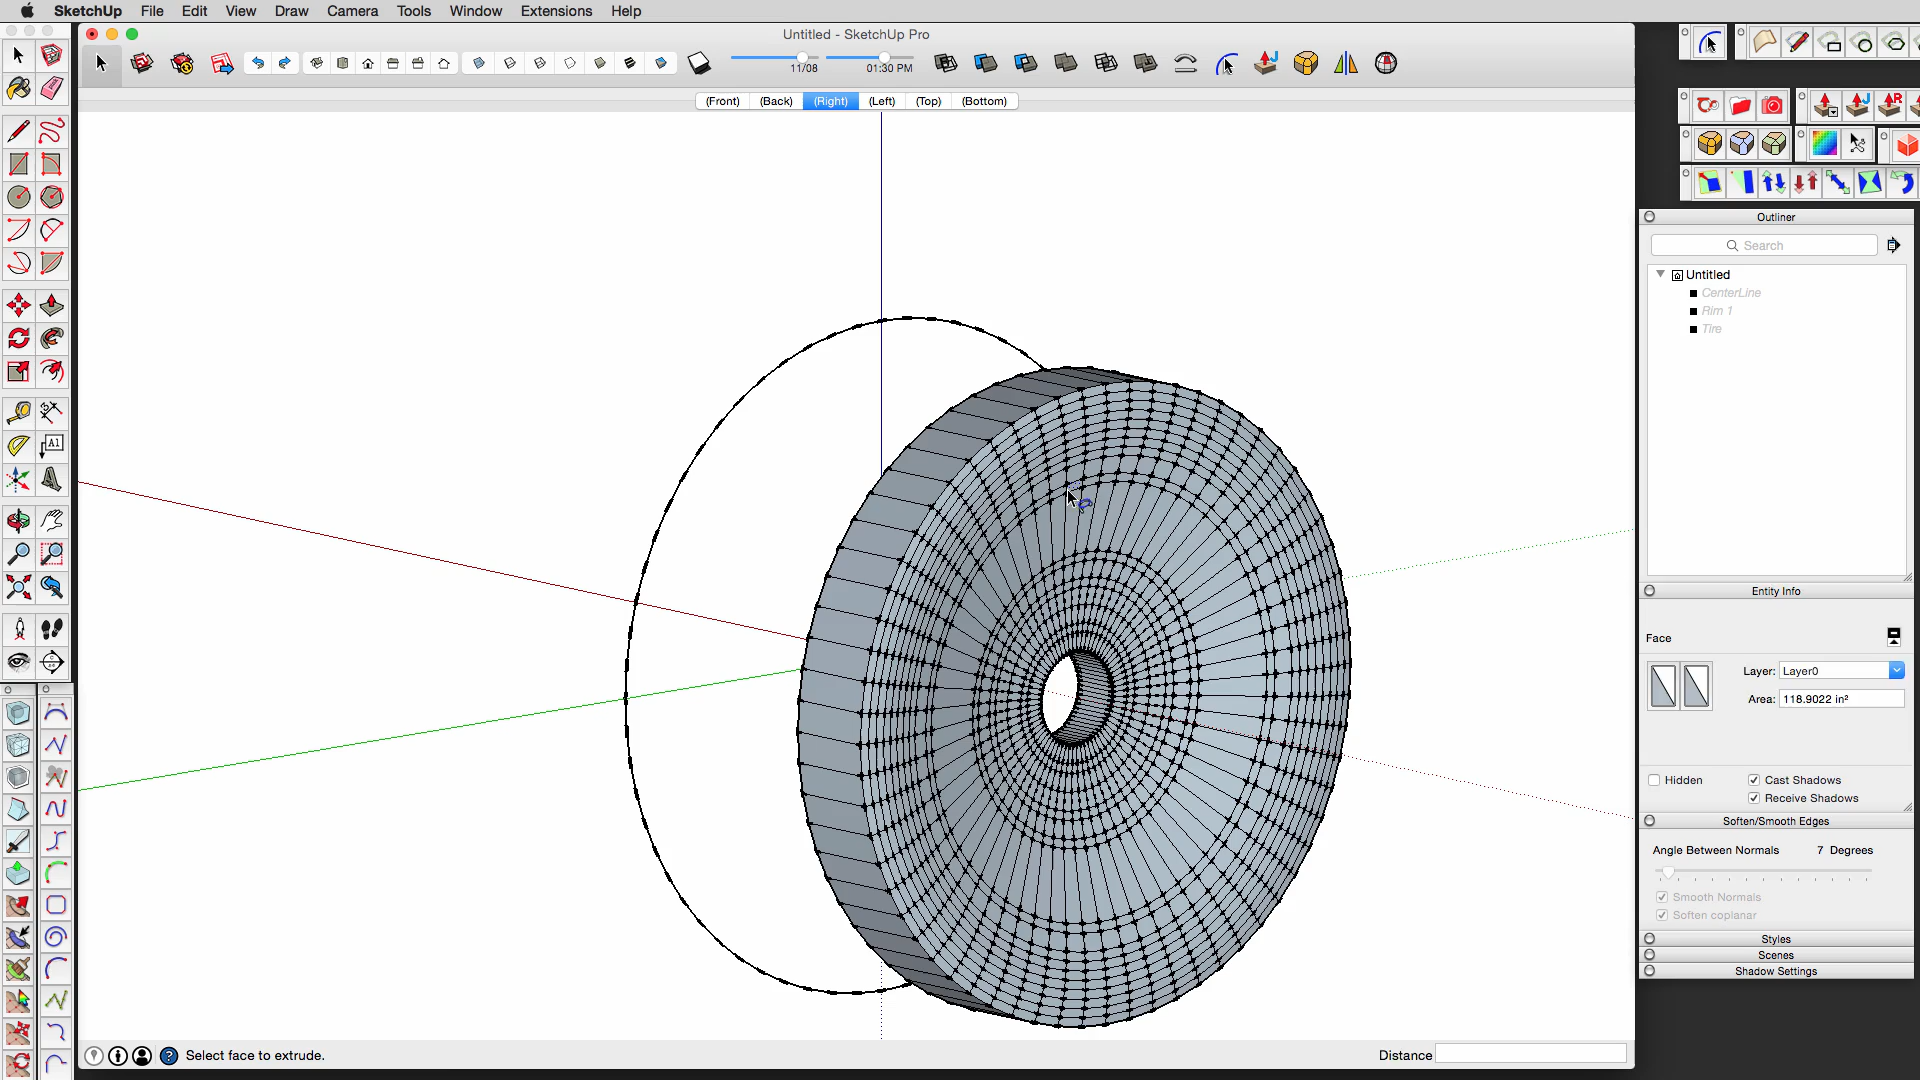 SketchUp File Edit View Draw Camera Tools Window Extensions Help
Untitled - SketchUp Pro
11/08 01:30 PM
(Front) (Back) (Right) (Left) (Top) (Bottom)
A1
Outliner
Search
Untitled
CenterLine
Rim 1
Tire
Entity Info
Face
Layer: Layer0
Area: 118.9022 in²
Hidden Cast Shadows
Receive Shadows
Soften/Smooth Edges
Angle Between Normals 7 Degrees
Smooth Normals
Soften coplanar
Styles
Scenes
Shadow Settings
Select face to extrude. Distance